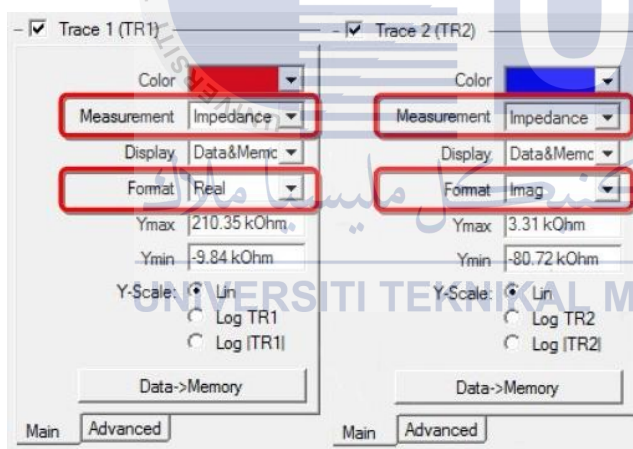 Trace 1 (TR1)
Color
Measurement Impedance
Display Data&Memc
Format Real
Ymax 210.35 kOhm
Ymin -9.84 kOhm
Y-Scale: Lin
Log TR1
Log |TR1|
Data->Memory
Main Advanced
Trace 2 (TR2)
Color
Measurement Impedance
Display Data&Memc
Format Imag
Ymax 3.31 kOhm
Ymin -80.72 kOhm
Y-Scale: Lin
Log TR2
Log |TR2|
Data->Memory
Main Advanced
مليسيا ملاك
UNIVERSITI TEKNIKAL M